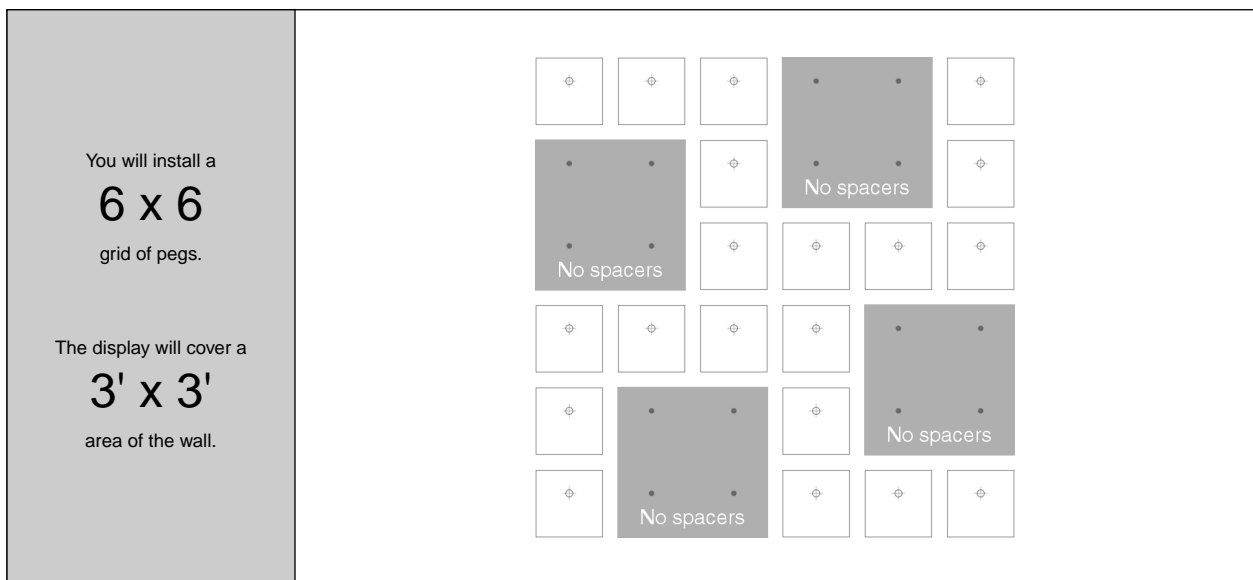 You will install a
6 x 6
grid of pegs.
The display will cover a
3' x 3'
area of the wall.
No spacers
No spacers
No spacers
No spacers